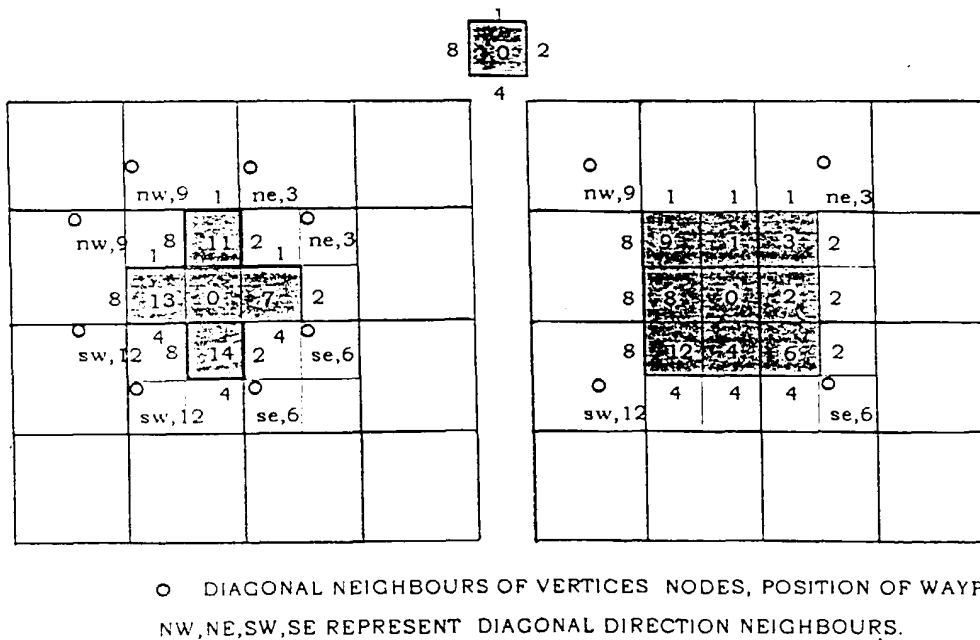 1
8 0 2
4
nw,9 1 ne,3
nw,9 8 11 2 ne,3
1 1
8 13 0 7 2
4 4
sw,12 8 14 2 se,6
sw,12 4 se,6
nw,9 1 1 1 ne,3
8 9 1 3 2
8 8 0 2 2
8 12 4 6 2
sw,12 4 4 4 se,6
O DIAGONAL NEIGHBOURS OF VERTICES NODES, POSITION OF WAYP
NW,NE,SW,SE REPRESENT DIAGONAL DIRECTION NEIGHBOURS.